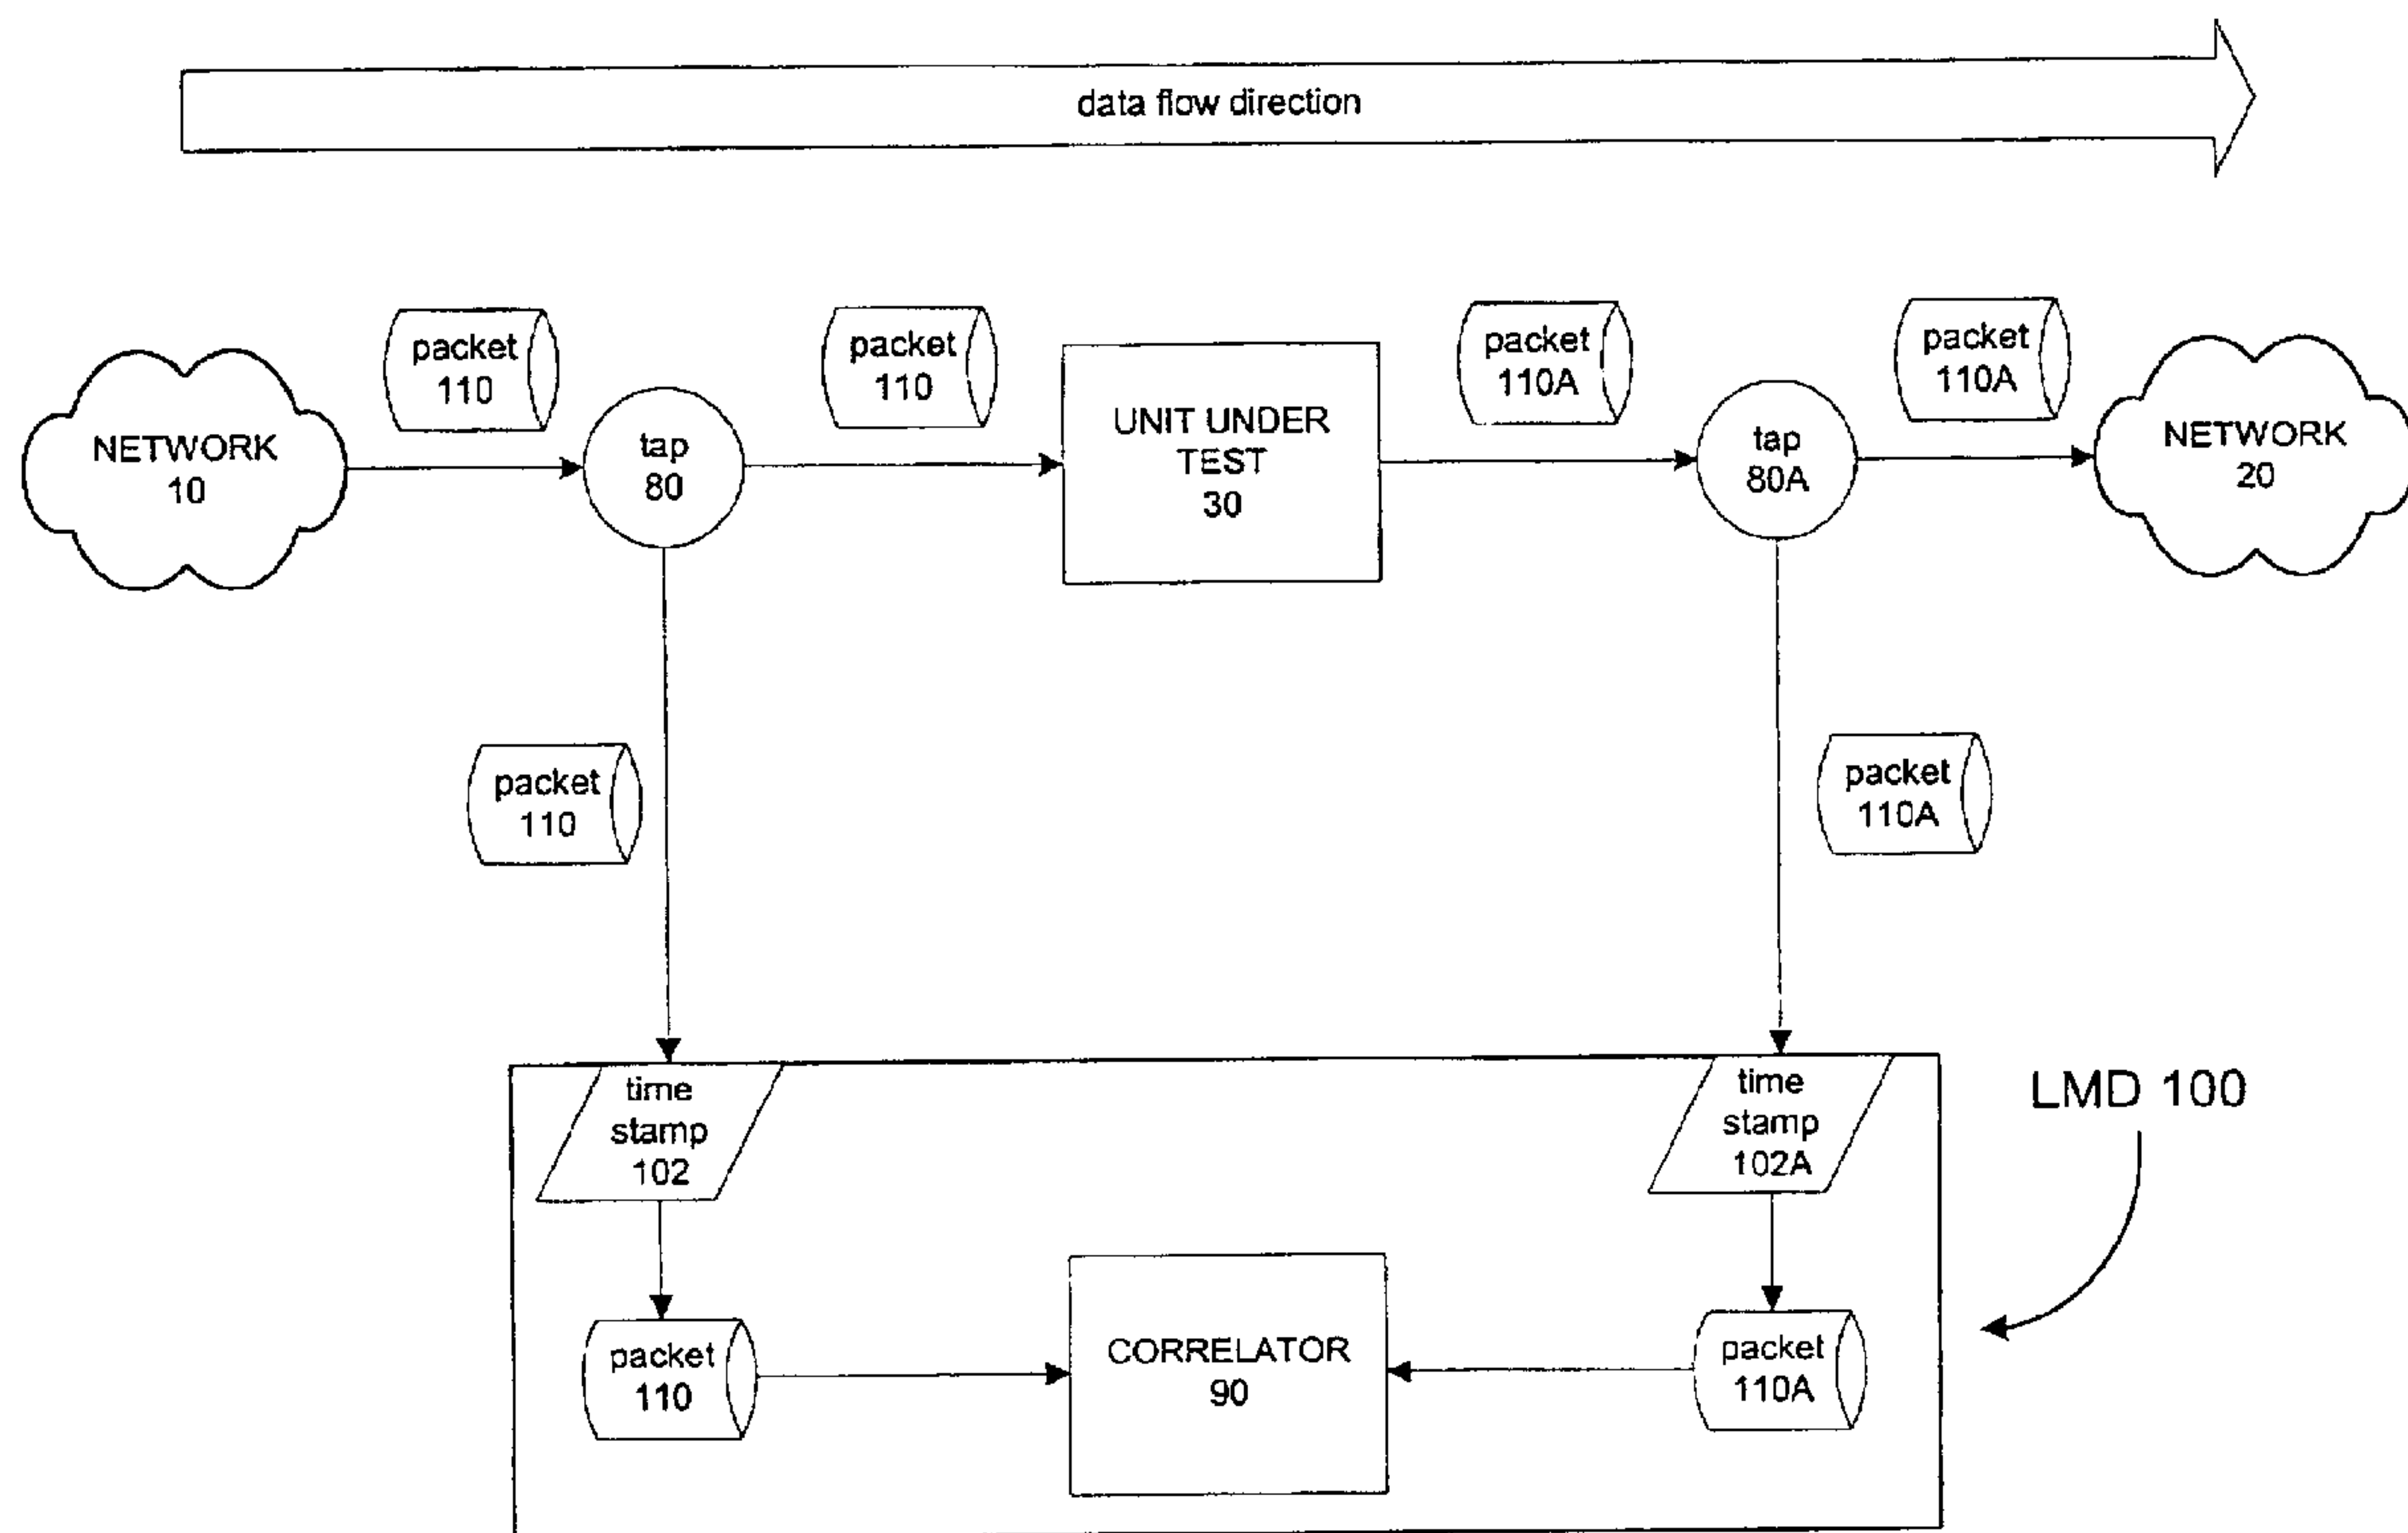 data flow direction
packet
110
packet
110
packet
110A
packet
110A
NETWORK
10
tap
80
UNIT UNDER
TEST
30
tap
80A
NETWORK
20
packet
110
packet
110A
time
stamp
102
time
stamp
102A
LMD 100
packet
110
CORRELATOR
90
packet
110A